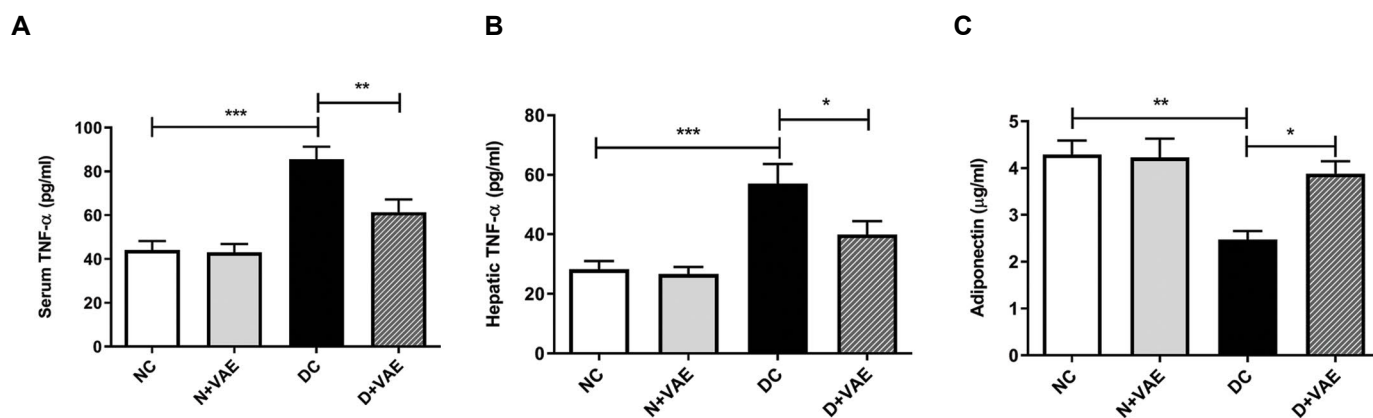 A
Serum TNF-α (pg/ml)
100
80
60
40
20
0
***
**
NC
N+VAE
DC
D+VAE
B
Hepatic TNF-α (pg/ml)
80
60
40
20
0
***
*
NC
N+VAE
DC
D+VAE
C
Adiponectin (μg/ml)
5
4
3
2
1
0
**
*
NC
N+VAE
DC
D+VAE